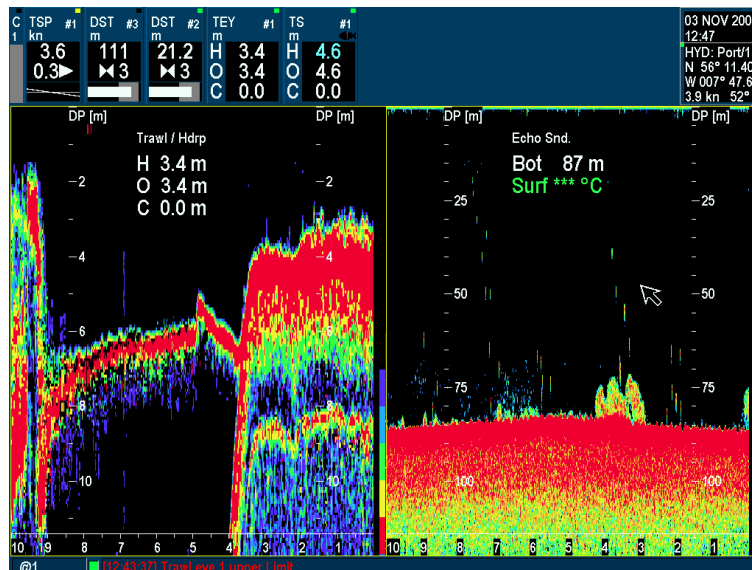 C
1
TSP #1
kn
3.6
0.3
DST #3
m
111
3
DST #2
m
21.2
3
TEY #1
m
H 3.4
O 3.4
C 0.0
TS #1
m
H 4.6
O 4.6
C 0.0
03 NOV 200
12:47
HYD: Port/1
N 56° 11.40
W 007° 47.6
3.9 kn 52°
DP [m]
DP [m]
DP [m]
DP [m]
Trawl / Hdrp
H 3.4 m
O 3.4 m
C 0.0 m
Echo Snd.
Bot 87 m
Surf *** °C
2
4
6
8
10
2
4
6
8
10
25
50
75
100
25
50
75
100
10 9 8 7 6 5 4 3 2 1
10 9 8 7 6 5 4 3 2 1
@1
[12:43:37] Trawl eye 1 upper Limit